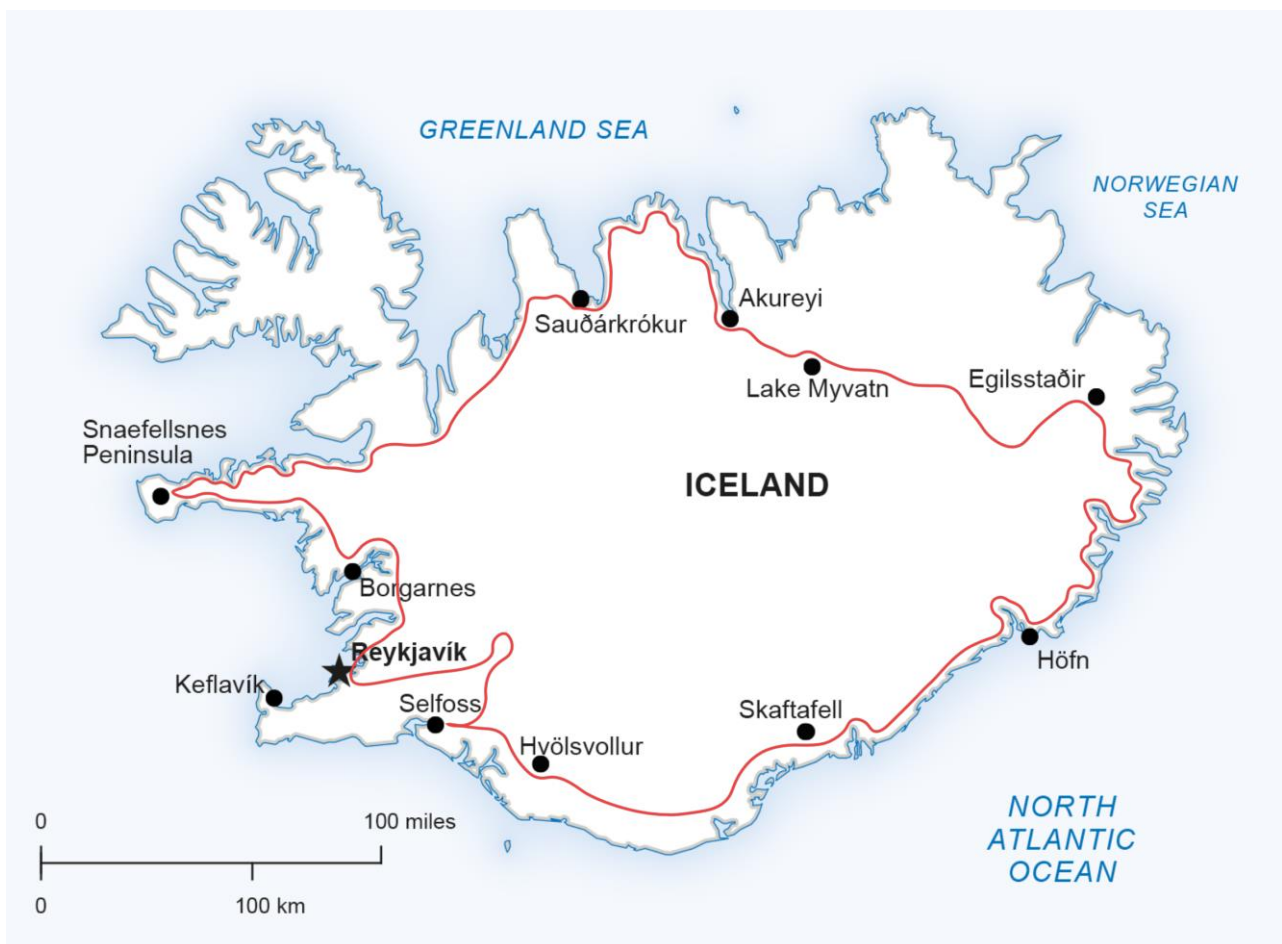 GREENLAND SEA
NORWEGIAN
SEA
Sauðárkrókur
Akureyi
Lake Myvatn
Egilsstaðir
Snaefellsnes
Peninsula
ICELAND
Borgarnes
Reykjavík
Keflavík
Selfoss
Hvölsvollur
Skaftafell
Höfn
NORTH
ATLANTIC
OCEAN
0 100 miles
0 100 km